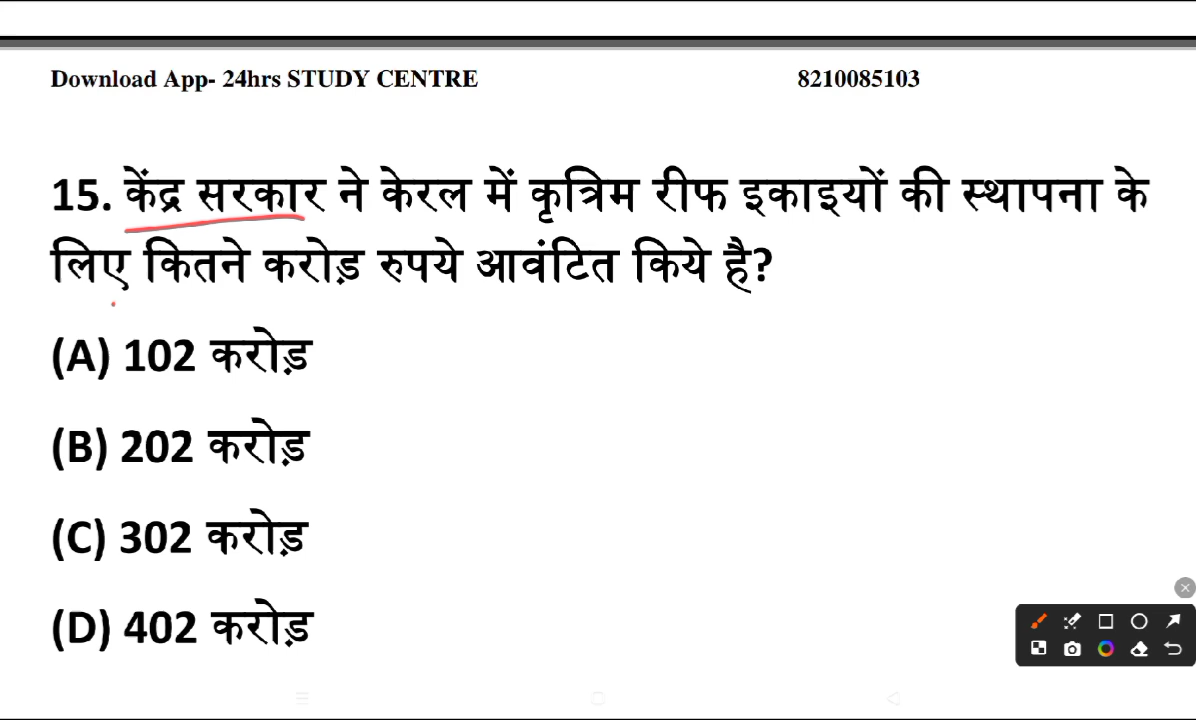 Download App- 24hrs STUDY CENTRE 8210085103
15. केंद्र सरकार ने केरल में कृत्रिम रीफ इकाइयों की स्थापना के
लिए कितने करोड़ रुपये आवंटित किये है?
(A) 102 करोड़
(B) 202 करोड़
(C) 302 करोड़
(D) 402 करोड़